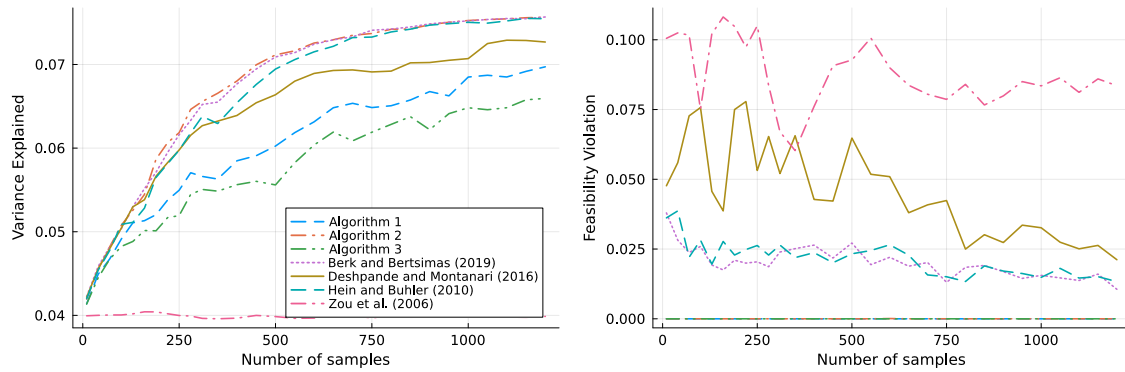 Variance Explained
0.07
0.06
0.05
0.04
0
250
500
750
1000
Number of samples
Algorithm 1
Algorithm 2
Algorithm 3
Berk and Bertsimas (2019)
Deshpande and Montanari (2016)
Hein and Buhler (2010)
Zou et al. (2006)
Feasibility Violation
0.100
0.075
0.050
0.025
0.000
0
250
500
750
1000
Number of samples